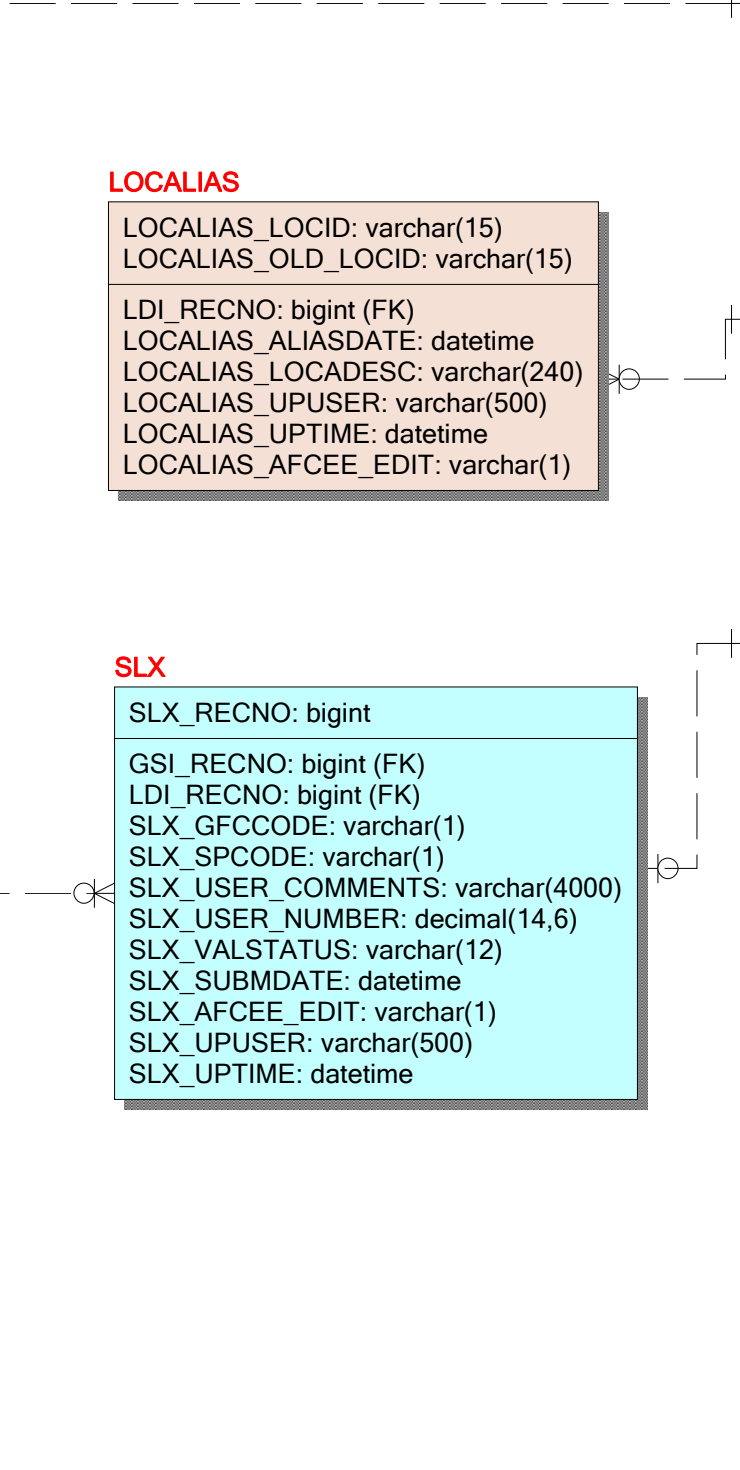 LOCALIAS
LOCALIAS_LOCID: varchar(15)
LOCALIAS_OLD_LOCID: varchar(15)
LDI_RECNO: bigint (FK)
LOCALIAS_ALIASDATE: datetime
LOCALIAS_LOCADESC: varchar(240)
LOCALIAS_UPUSER: varchar(500)
LOCALIAS_UPTIME: datetime
LOCALIAS_AFCEE_EDIT: varchar(1)
SLX
SLX_RECNO: bigint
GSI_RECNO: bigint (FK)
LDI_RECNO: bigint (FK)
SLX_GFCCODE: varchar(1)
SLX_SPCODE: varchar(1)
SLX_USER_COMMENTS: varchar(4000)
SLX_USER_NUMBER: decimal(14,6)
SLX_VALSTATUS: varchar(12)
SLX_SUBMDATE: datetime
SLX_AFCEE_EDIT: varchar(1)
SLX_UPUSER: varchar(500)
SLX_UPTIME: datetime